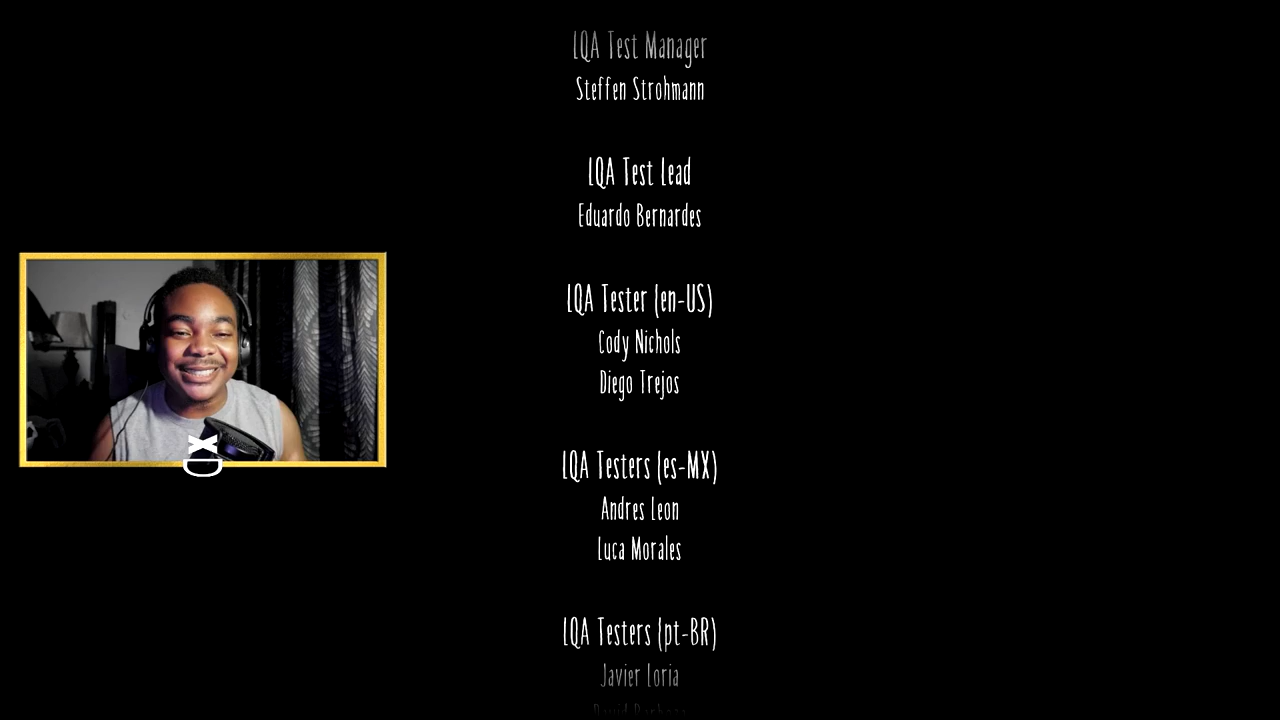 LQA Test Manager
Steffen Strohmann
LQA Test Lead
Eduardo Bernardes
LQA Tester (en-US)
Cody Nichols
Diego Trejos
LQA Testers (es-MX)
Andres Leon
Luca Morales
LQA Testers (pt-BR)
Javier Loria
XD